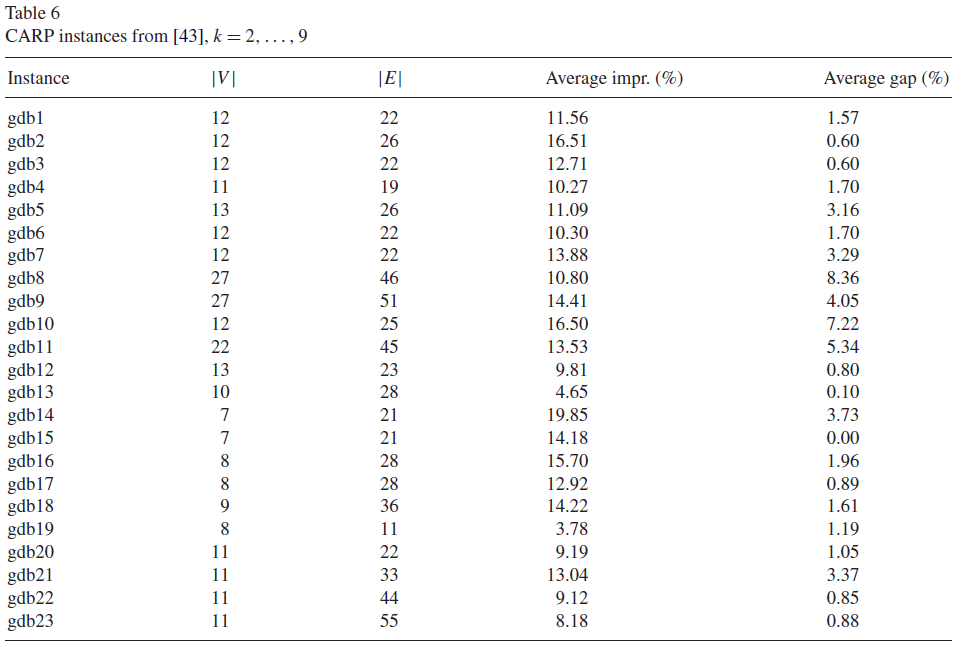 Table 6
CARP instances from [43], k = 2, . . . , 9
Instance |V| |E| Average impr. (%) Average gap (%)
gdb1 12 22 11.56 1.57
gdb2 12 26 16.51 0.60
gdb3 12 22 12.71 0.60
gdb4 11 19 10.27 1.70
gdb5 13 26 11.09 3.16
gdb6 12 22 10.30 1.70
gdb7 12 22 13.88 3.29
gdb8 27 46 10.80 8.36
gdb9 27 51 14.41 4.05
gdb10 12 25 16.50 7.22
gdb11 22 45 13.53 5.34
gdb12 13 23 9.81 0.80
gdb13 10 28 4.65 0.10
gdb14 7 21 19.85 3.73
gdb15 7 21 14.18 0.00
gdb16 8 28 15.70 1.96
gdb17 8 28 12.92 0.89
gdb18 9 36 14.22 1.61
gdb19 8 11 3.78 1.19
gdb20 11 22 9.19 1.05
gdb21 11 33 13.04 3.37
gdb22 11 44 9.12 0.85
gdb23 11 55 8.18 0.88